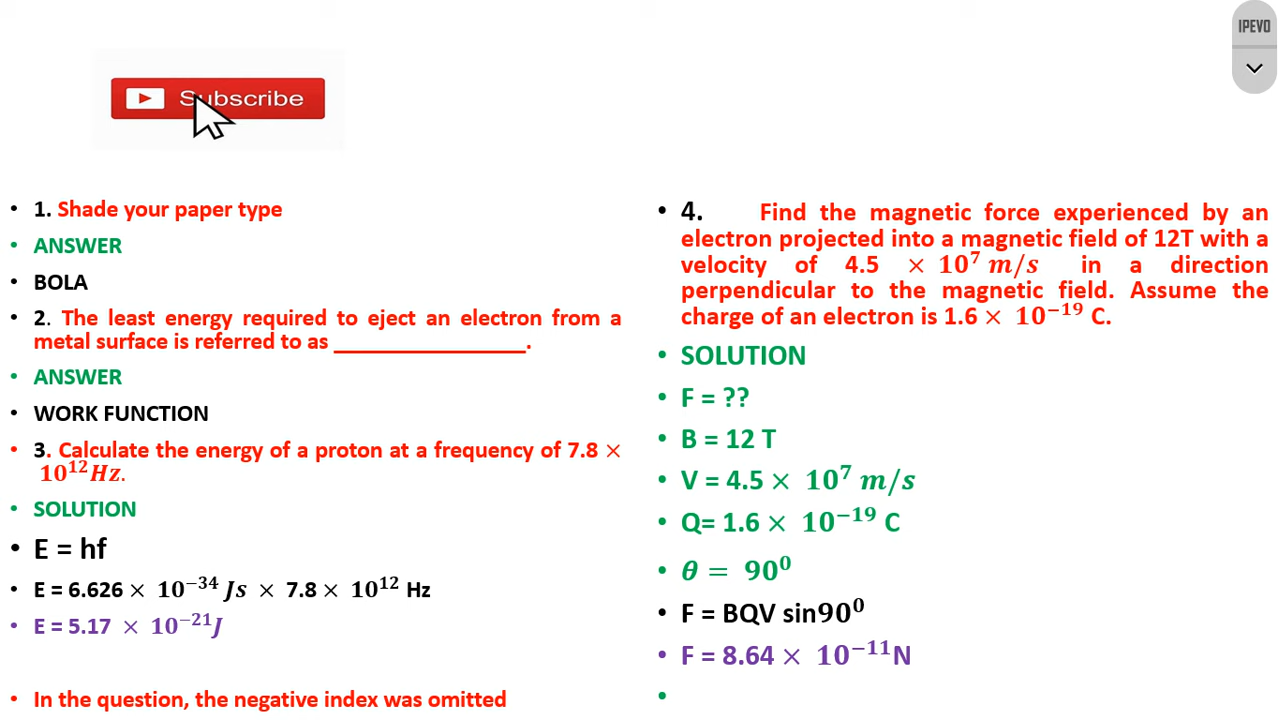 IPEVO
Subscribe
• 1. Shade your paper type
• ANSWER
• BOLA
• 2. The least energy required to eject an electron from a
metal surface is referred to as _________________.
• ANSWER
• WORK FUNCTION
• 3. Calculate the energy of a proton at a frequency of 7.8 ×
10¹²Hz.
• SOLUTION
• E = hf
• E = 6.626 × 10⁻³⁴ Js × 7.8 × 10¹² Hz
• E = 5.17 × 10⁻²¹J
• In the question, the negative index was omitted
• 4. Find the magnetic force experienced by an
electron projected into a magnetic field of 12T with a
velocity of 4.5 × 10⁷ m/s in a direction
perpendicular to the magnetic field. Assume the
charge of an electron is 1.6 × 10⁻¹⁹ C.
• SOLUTION
• F = ??
• B = 12 T
• V = 4.5 × 10⁷ m/s
• Q= 1.6 × 10⁻¹⁹ C
• θ = 90⁰
• F = BQV sin90⁰
• F = 8.64 × 10⁻¹¹N
•